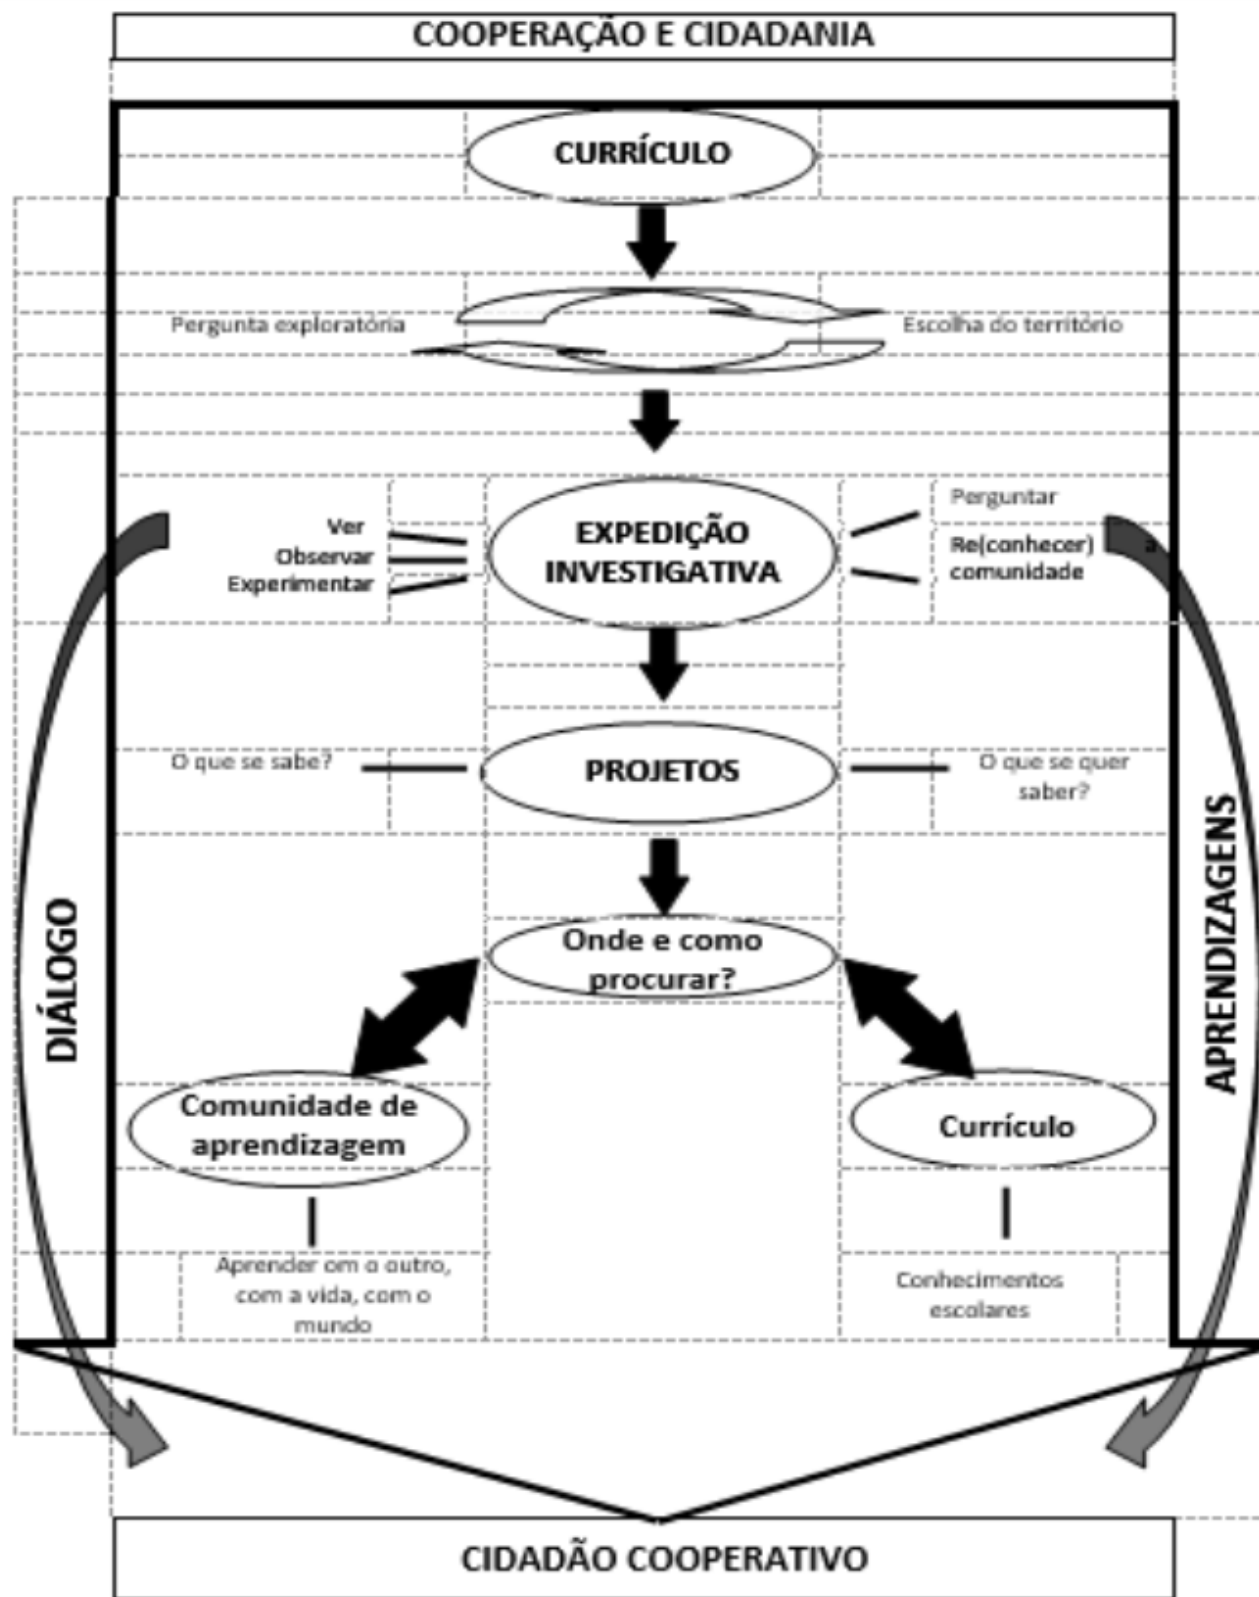 COOPERAÇÃO E CIDADANIA
CURRÍCULO
Pergunta exploratória
Escolha do território
Ver
Observar
Experimentar
EXPEDIÇÃO
INVESTIGATIVA
Perguntar
Re(conhecer) a
comunidade
O que se sabe?
PROJETOS
O que se quer
saber?
DIÁLOGO
APRENDIZAGENS
Onde e como
procurar?
Comunidade de
aprendizagem
Currículo
Aprender om o outro,
com a vida, com o
mundo
Conhecimentos
escolares
CIDADÃO COOPERATIVO